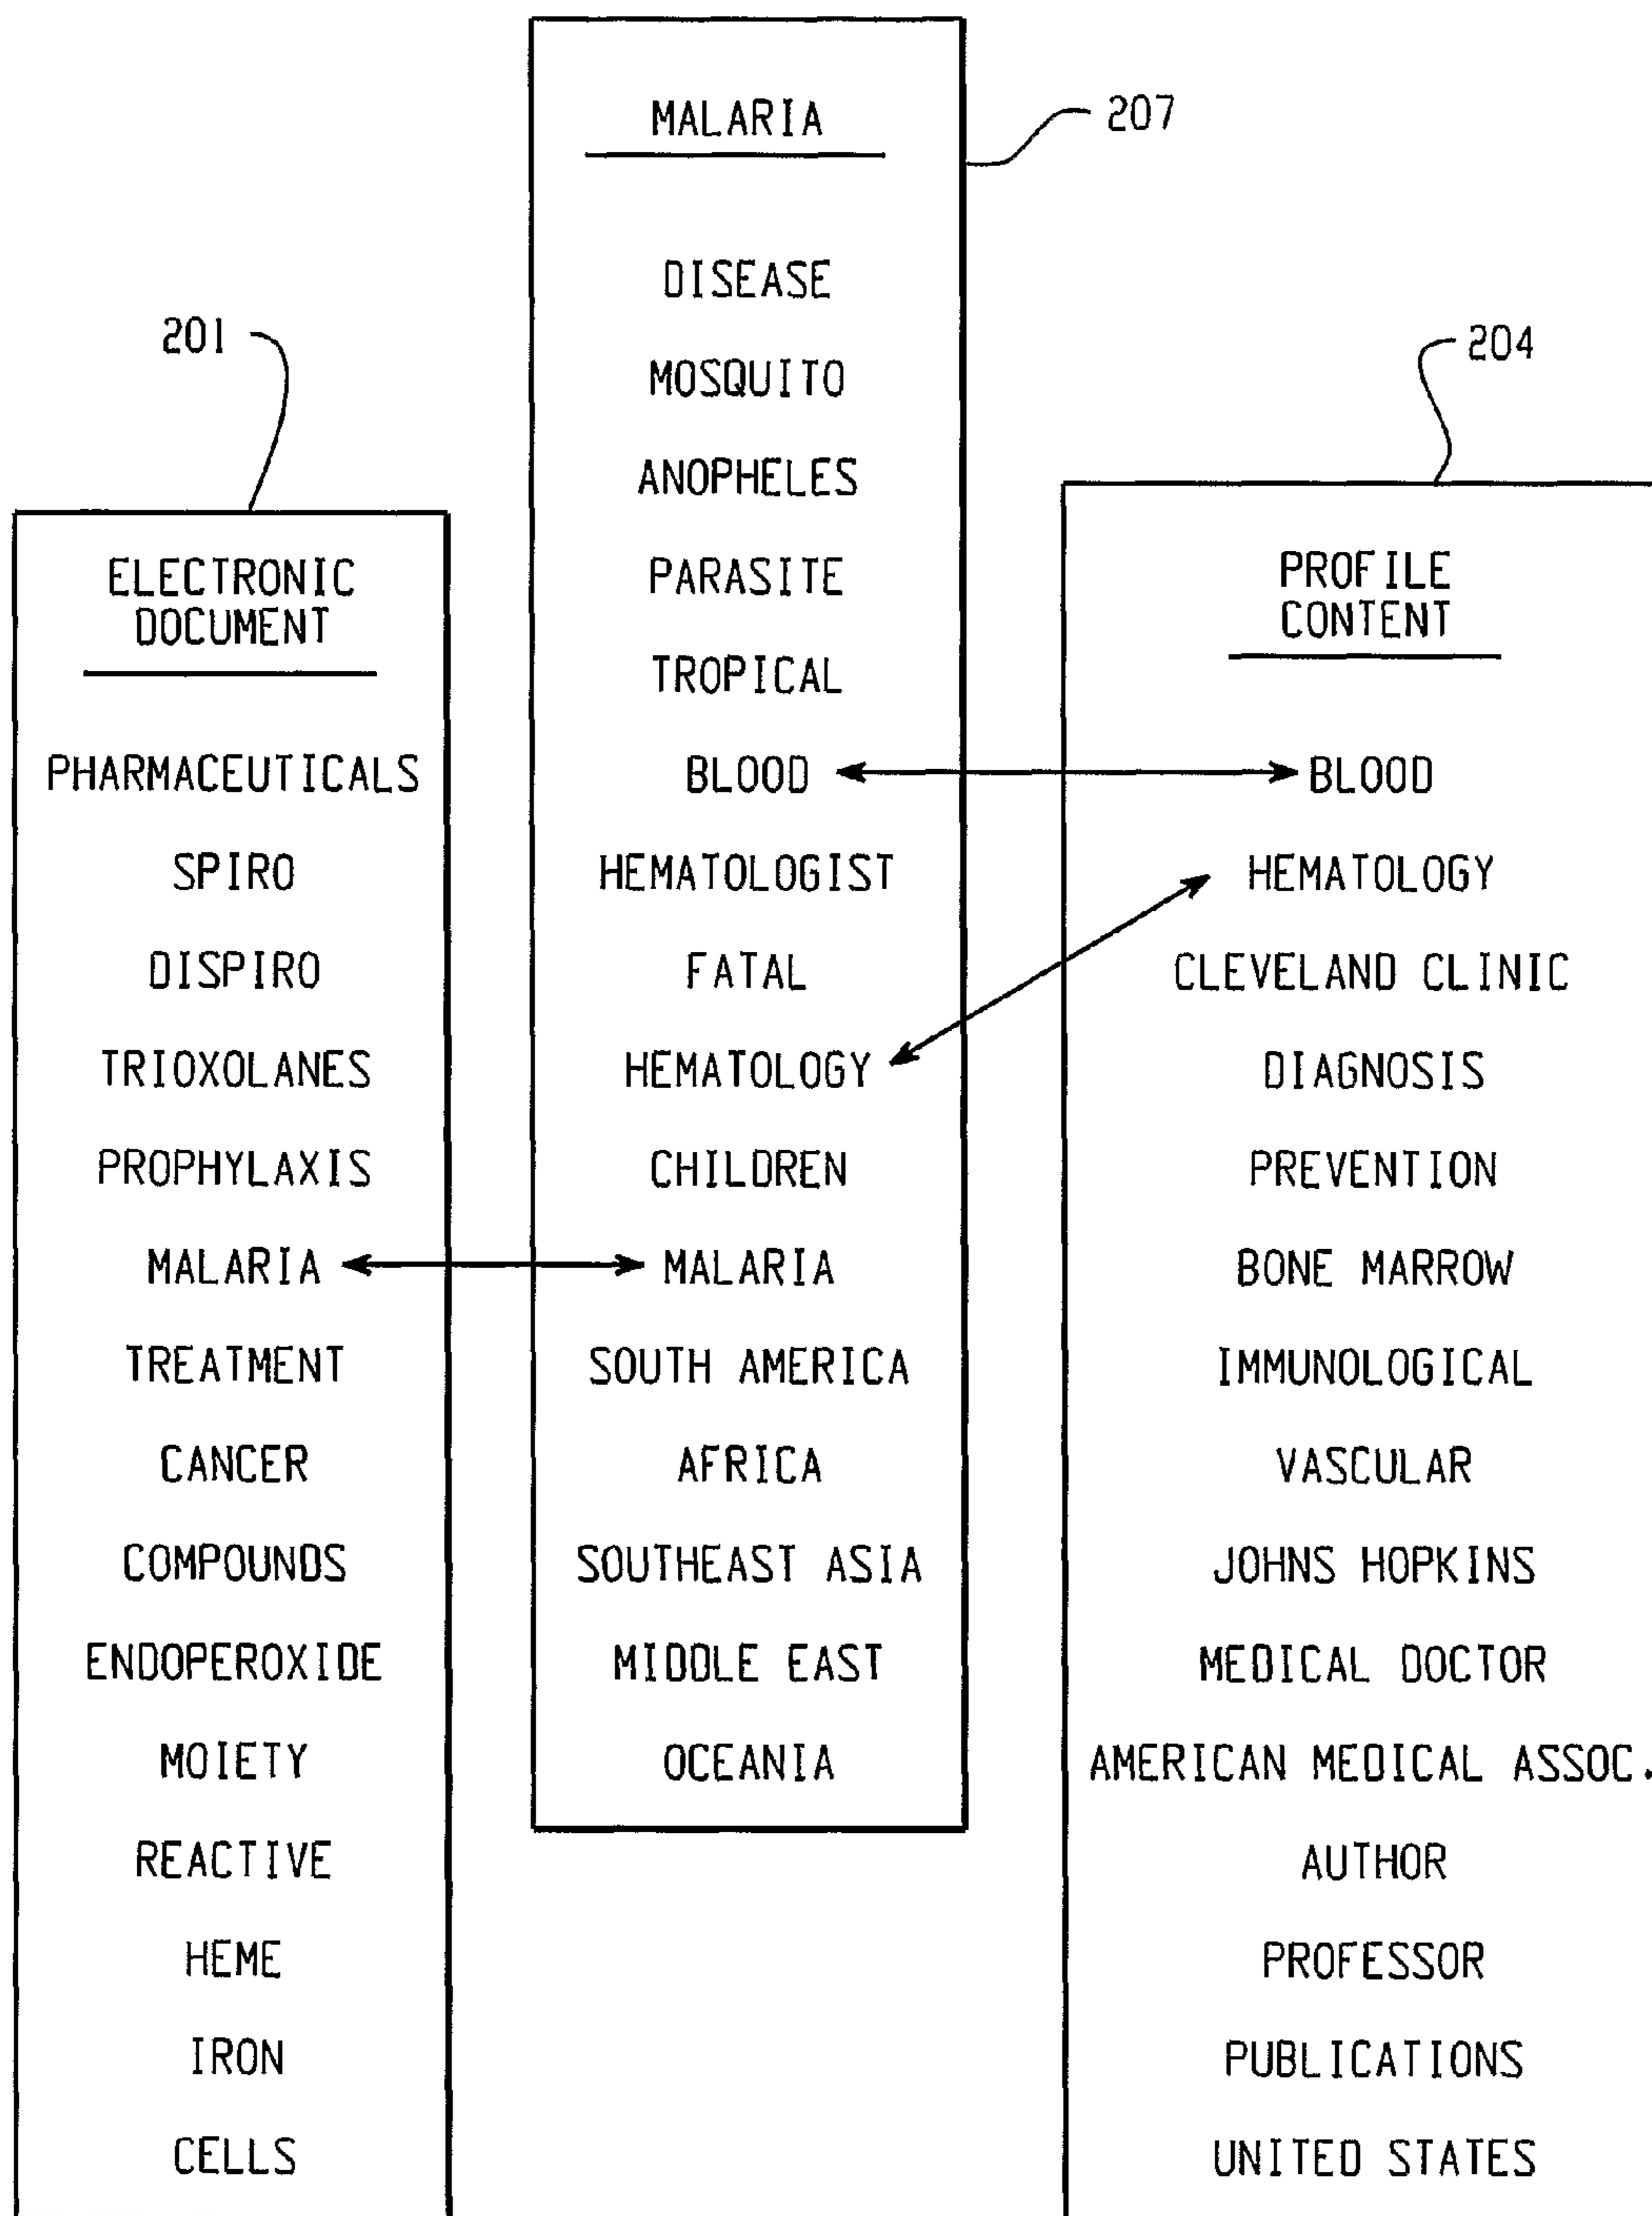 201
ELECTRONIC
DOCUMENT
PHARMACEUTICALS
SPIRO
DISPIRO
TRIOXOLANES
PROPHYLAXIS
MALARIA
TREATMENT
CANCER
COMPOUNDS
ENDOPEROXIDE
MOIETY
REACTIVE
HEME
IRON
CELLS
207
MALARIA
DISEASE
MOSQUITO
ANOPHELES
PARASITE
TROPICAL
BLOOD
HEMATOLOGIST
FATAL
HEMATOLOGY
CHILDREN
MALARIA
SOUTH AMERICA
AFRICA
SOUTHEAST ASIA
MIDDLE EAST
OCEANIA
204
PROFILE
CONTENT
BLOOD
HEMATOLOGY
CLEVELAND CLINIC
DIAGNOSIS
PREVENTION
BONE MARROW
IMMUNOLOGICAL
VASCULAR
JOHNS HOPKINS
MEDICAL DOCTOR
AMERICAN MEDICAL ASSOC.
AUTHOR
PROFESSOR
PUBLICATIONS
UNITED STATES